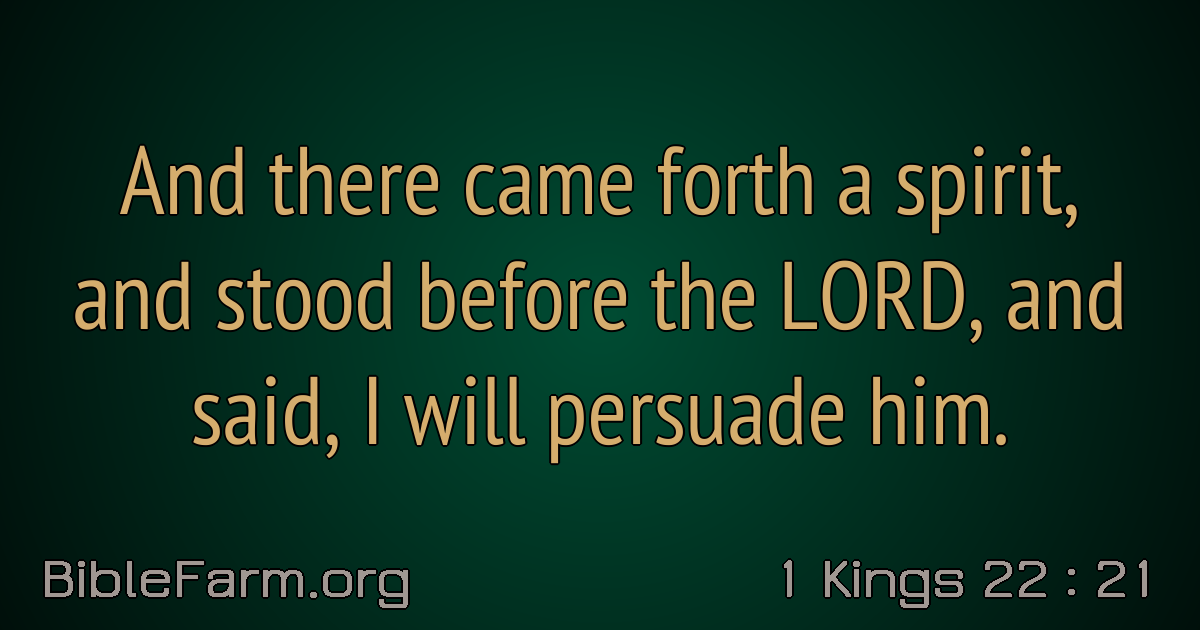 And there came forth a spirit,
and stood before the LORD, and
said, I will persuade him.
BibleFarm.org
1 Kings 22 : 21